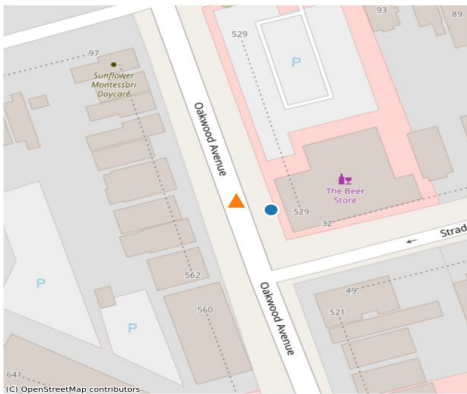 93
89
529
97
P
Sunflower
Montessori
Daycare
Oakwood Avenue
The Beer
Store
529
32
Strad
562
P
49
Oakwood Avenue
560
521
P
641
(C) OpenStreetMap contributors